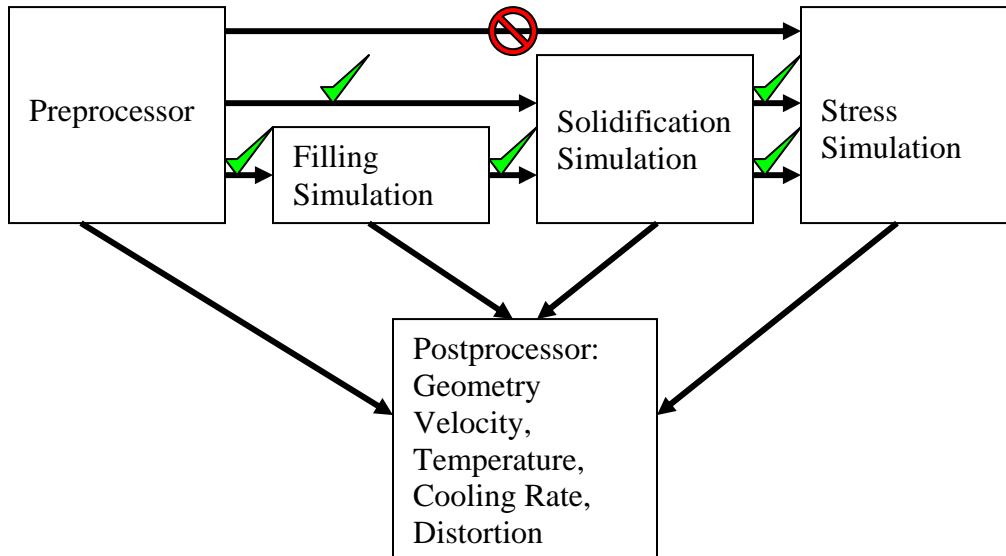 Preprocessor
Filling
Simulation
Solidification
Simulation
Stress
Simulation
Postprocessor:
Geometry
Velocity,
Temperature,
Cooling Rate,
Distortion